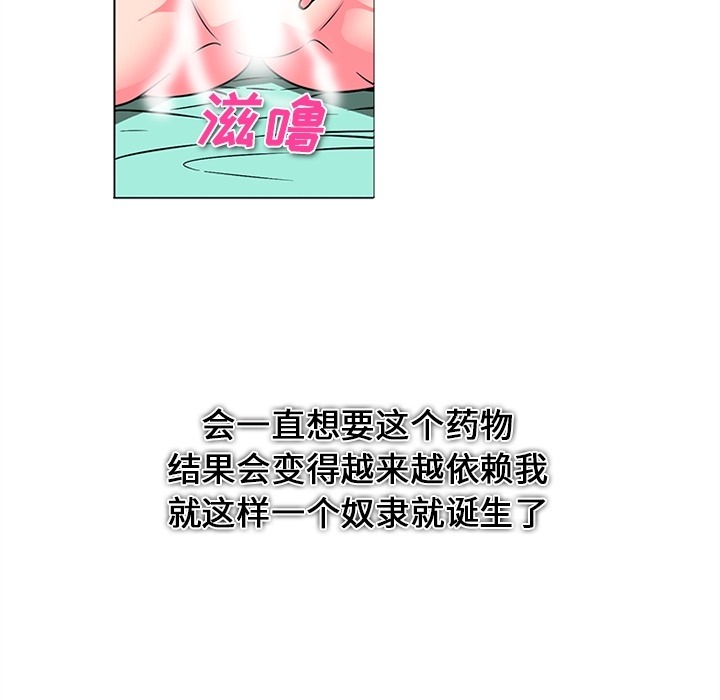 滋噜
会一直想要这个药物
结果会变得越来越依赖我
就这样一个奴隶就诞生了